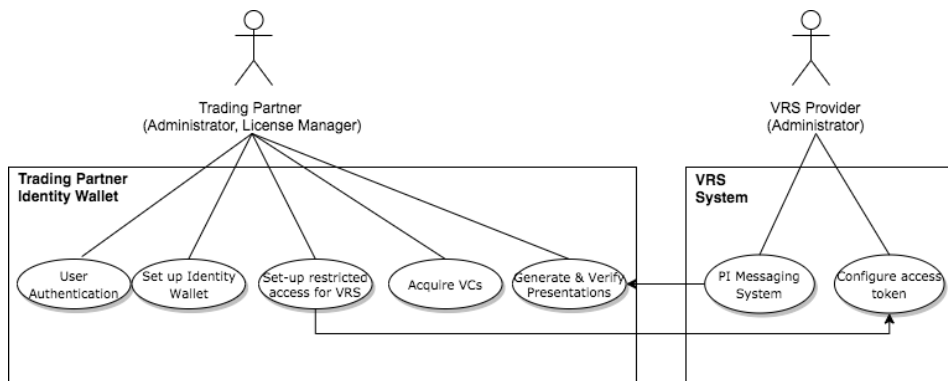 Trading Partner
(Administrator, License Manager)
VRS Provider
(Administrator)
Trading Partner
Identity Wallet
VRS
System
User
Authentication
Set up Identity
Wallet
Set-up restricted
access for VRS
Acquire VCs
Generate & Verify
Presentations
PI Messaging
System
Configure access
token